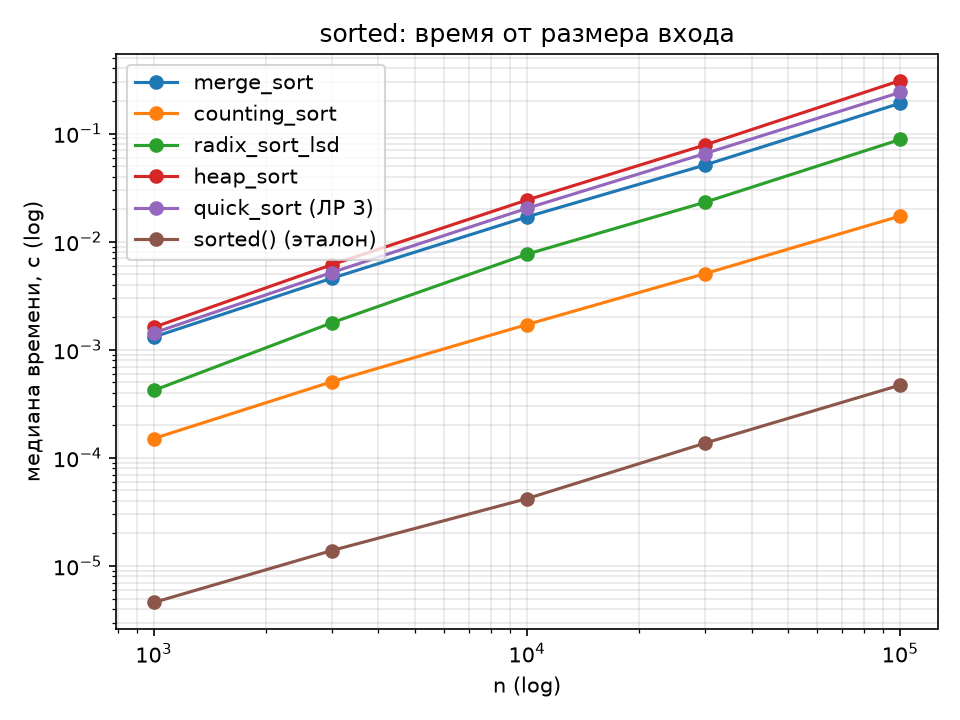 sorted: время от размера входа
merge_sort
counting_sort
radix_sort_lsd
heap_sort
quick_sort (ЛР 3)
sorted() (эталон)
медиана времени, с (log)
10⁻¹
10⁻²
10⁻³
10⁻⁴
10⁻⁵
10³ 10⁴ 10⁵
n (log)